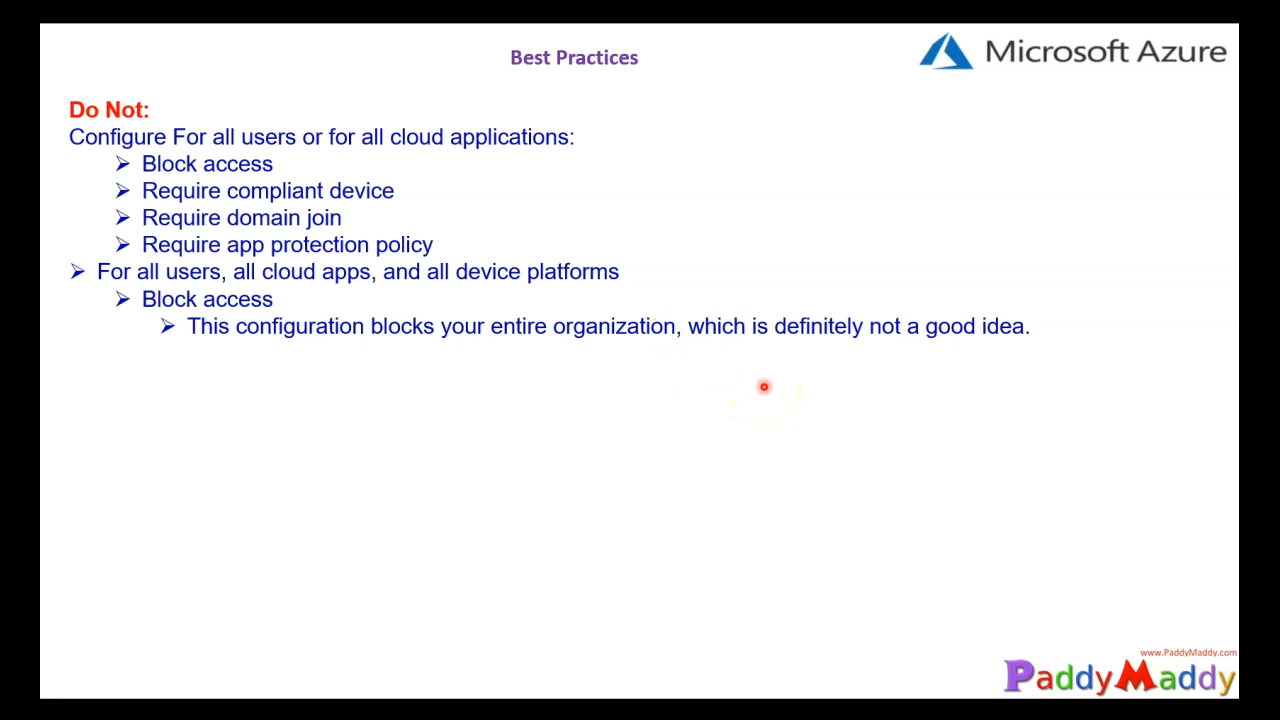 Best Practices
Microsoft Azure
Do Not:
Configure For all users or for all cloud applications:
Block access
Require compliant device
Require domain join
Require app protection policy
For all users, all cloud apps, and all device platforms
Block access
This configuration blocks your entire organization, which is definitely not a good idea.
www.PaddyMaddy.com
PaddyMaddy